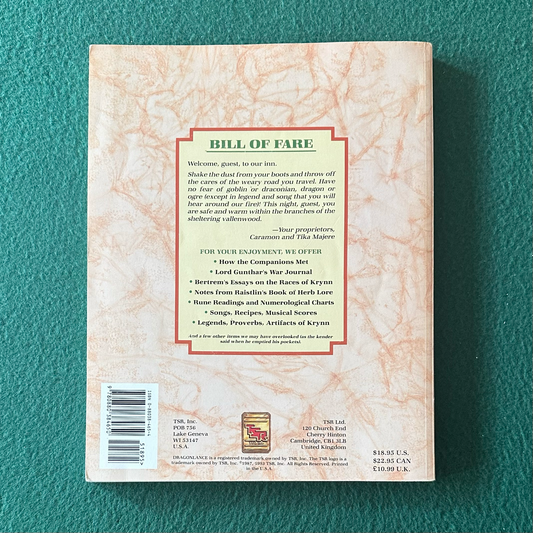 BILL OF FARE
Welcome, guest, to our inn.
Shake the dust from your boots and throw off
the cares of the weary road you travel. Have
no fear of goblin or draconian, dragon or
ogre (except in legend and song that you will
hear around our fire)! This night, guest, you
are safe and warm within the branches of the
sheltering vallenwood.
—Your proprietors,
Caramon and Tika Majere
FOR YOUR ENJOYMENT, WE OFFER
• How the Companions Met
• Lord Gunthar's War Journal
• Bertrem's Essays on the Races of Krynn
• Notes from Raistlin's Book of Herb Lore
• Rune Readings and Numerological Charts
• Songs, Recipes, Musical Scores
• Legends, Proverbs, Artifacts of Krynn
And a few other items we may have overlooked (as the kender
said when he emptied his pockets).
TSR, Inc.
POB 756
Lake Geneva
WI 53147
U.S.A.
TSR
TSR Ltd.
120 Church End
Cherry Hinton
Cambridge, CB1 3LB
United Kingdom
$18.95 U.S.
$22.95 CAN
£10.99 U.K.
DRAGONLANCE is a registered trademark owned by TSR, Inc. The TSR logo is a
trademark owned by TSR, Inc. ©1987, 1993 TSR, Inc. All Rights Reserved. Printed
in the U.S.A.